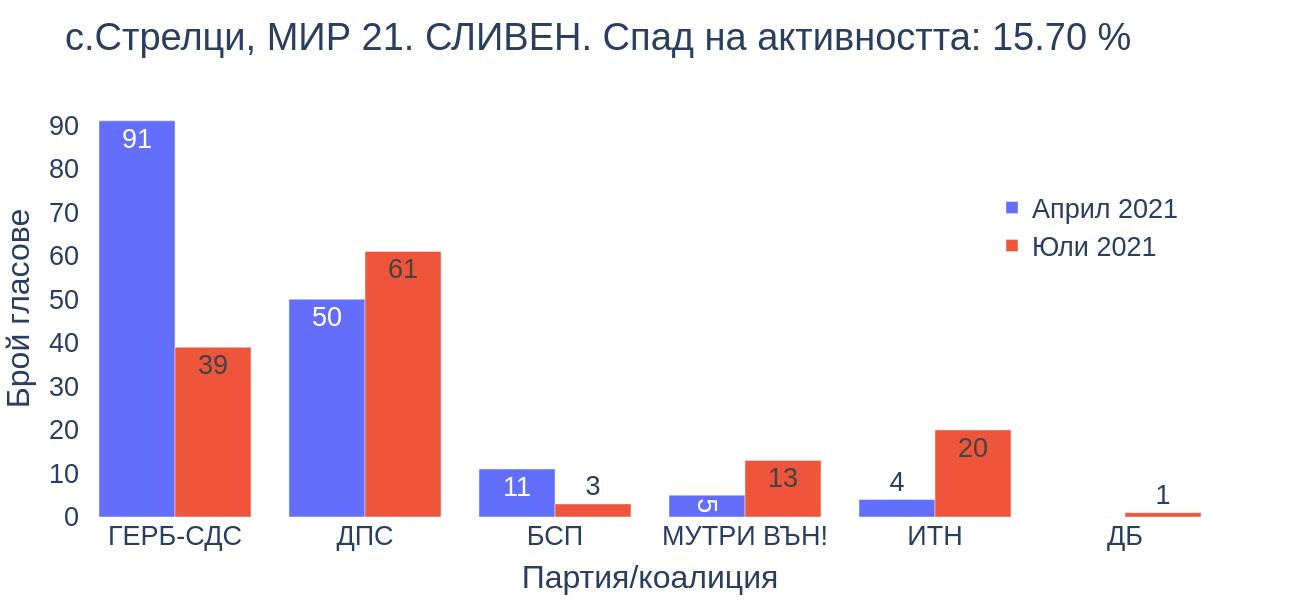 с.Стрелци, МИР 21. СЛИВЕН. Спад на активността: 15.70 %
Брой гласове
90
80
70
60
50
40
30
20
10
0
91
39
50
61
11
3
5
13
4
20
1
Април 2021
Юли 2021
ГЕРБ-СДС
ДПС
БСП
МУТРИ ВЪН!
ИТН
ДБ
Партия/коалиция